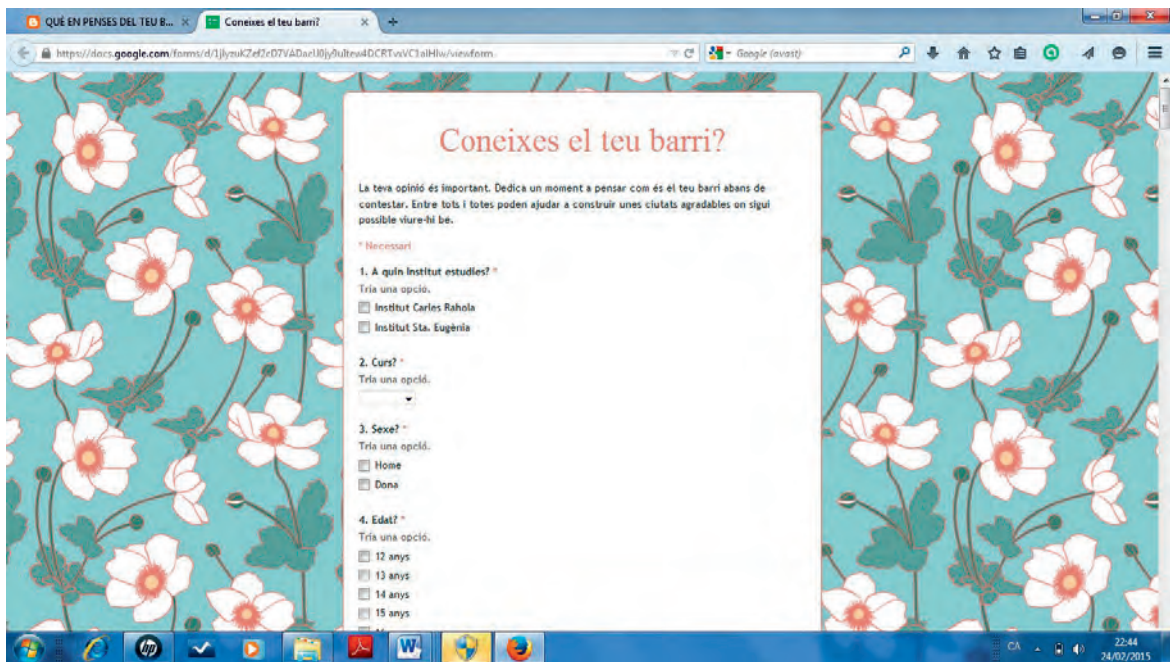 QUÈ EN PENSES DEL TEU B...
Coneixes el teu barri?
Google (avast)
Coneixes el teu barri?
La teva opinió és important. Dedica un moment a pensar com és el teu barri abans de
contestar. Entre tots i totes poden ajudar a construir unes ciutats agradables on sigui
possible viure-hi be.
* Necessari
1. A quin Institut estudies? *
Tria una opció.
Institut Carles Rahola
Institut Sta. Eugènia
2. Curs? *
Tria una opció.
3. Sexe? *
Tria una opció.
Home
Dona
4. Edat? *
Tria una opció.
12 anys
13 anys
14 anys
15 anys
hp
W
CA
22:44
24/02/2015